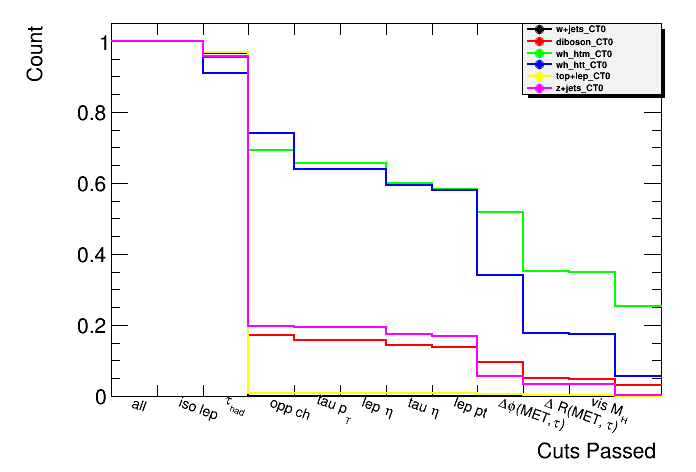 Count
1
0.8
0.6
0.4
0.2
0
w+jets_CT0
diboson_CT0
wh_htm_CT0
wh_htt_CT0
top+lep_CT0
z+jets_CT0
all
iso lep
τhad
opp ch
tau pT
lep η
tau η
lep pt
Δϕ(MET, τ)
Δ R(MET, τ)
vis MH
Cuts Passed